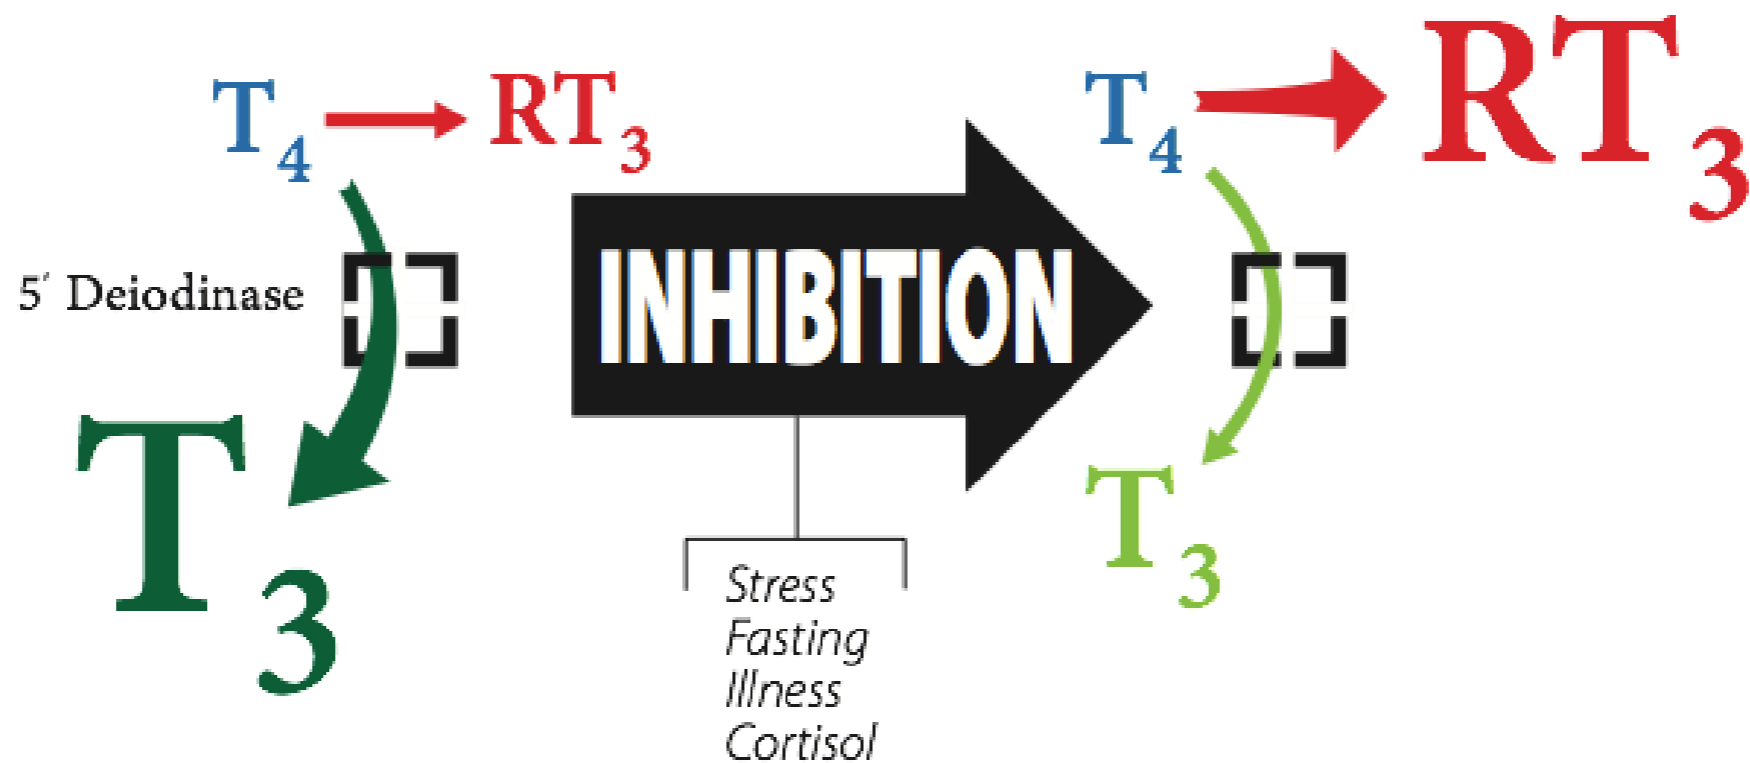 T4
RT3
5′ Deiodinase
T3
INHIBITION
Stress
Fasting
Illness
Cortisol
T4
RT3
T3